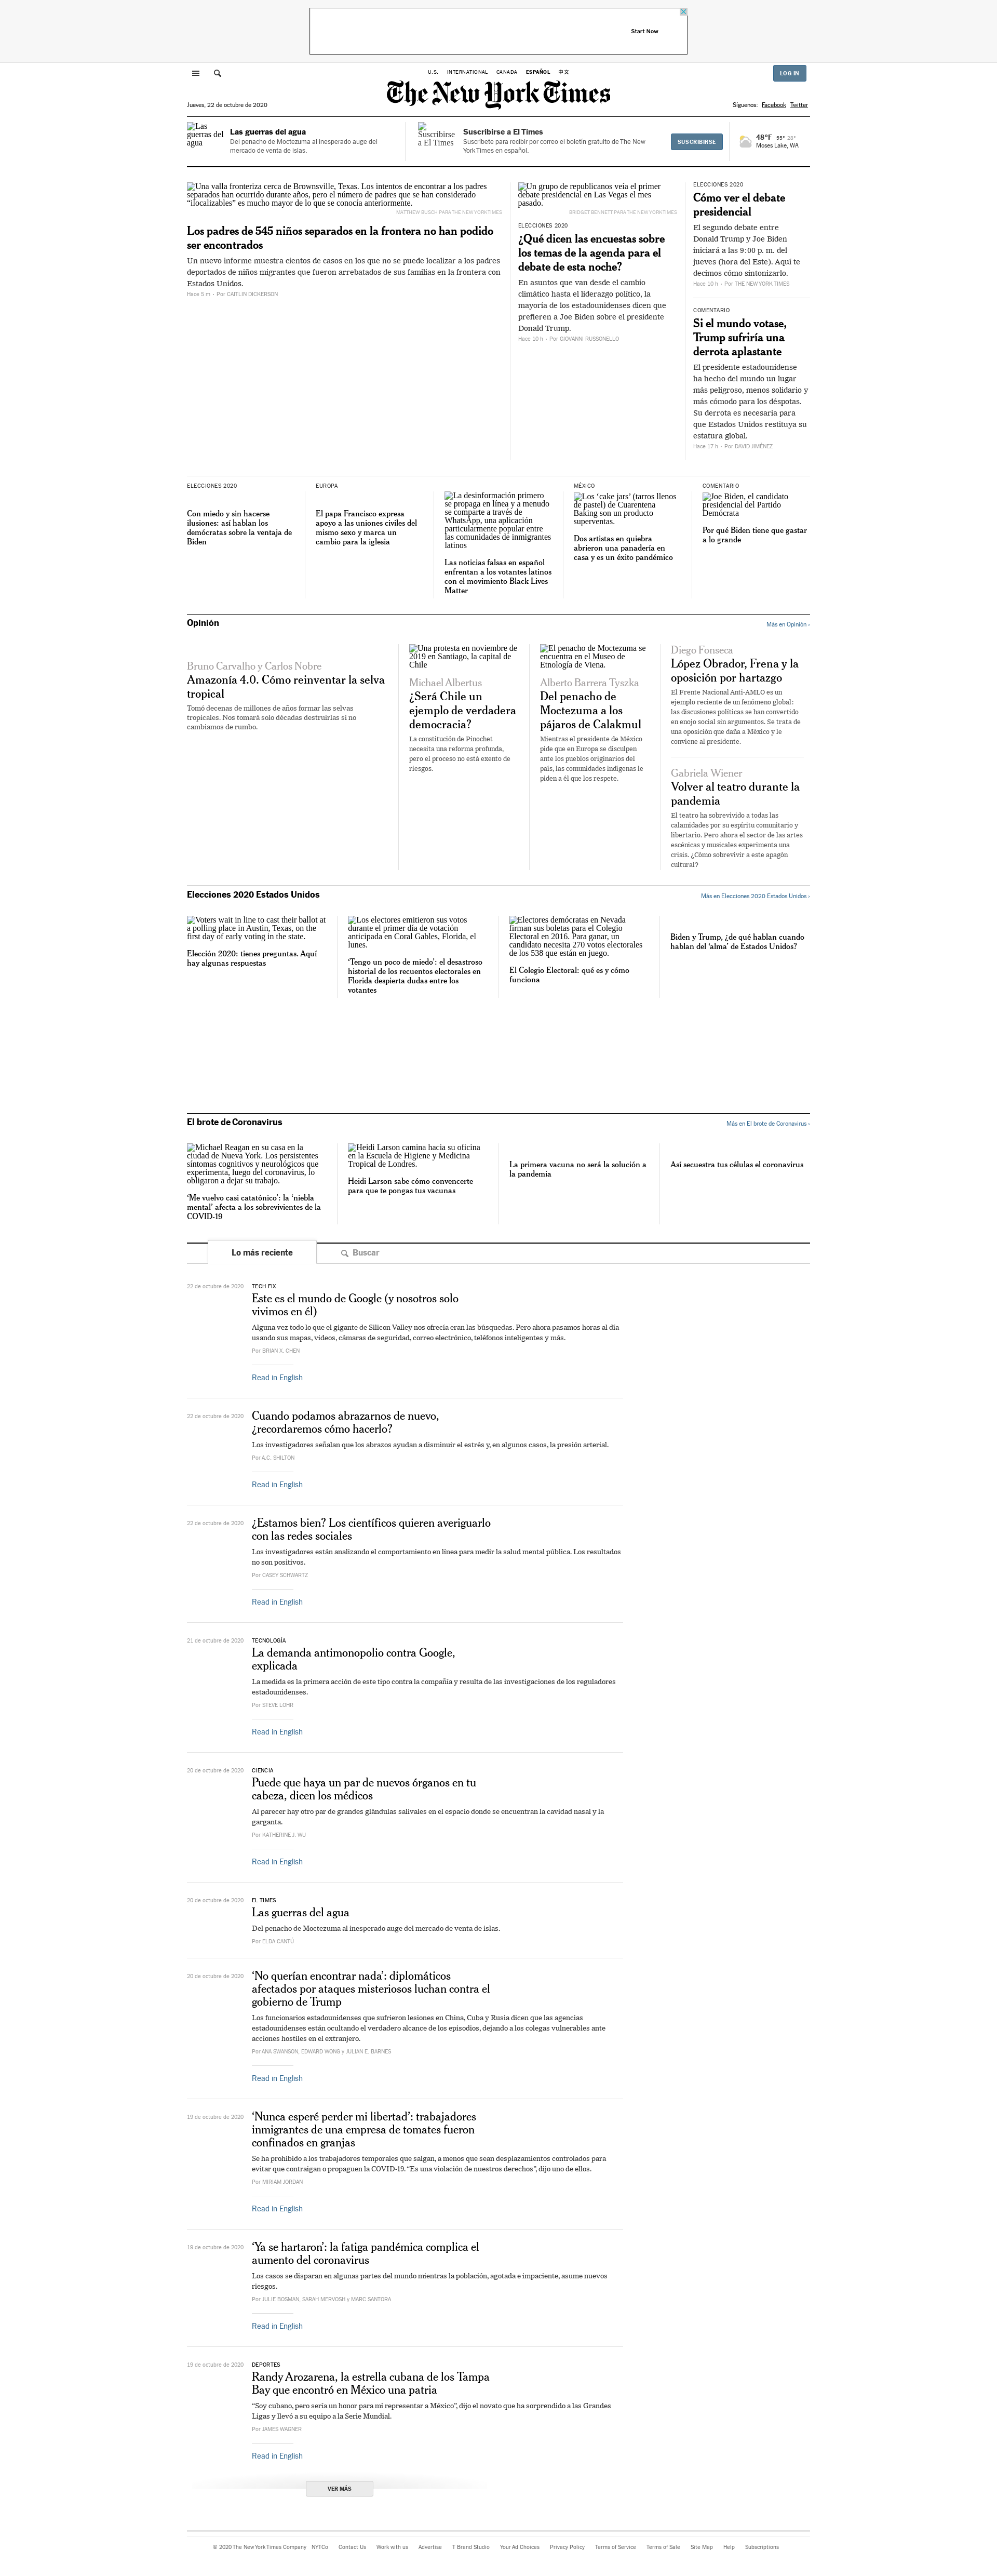 Start Now
U.S. INTERNATIONAL CANADA ESPAÑOL 中文
LOG IN
The New York Times
Jueves, 22 de octubre de 2020
Síguenos: Facebook Twitter
Las guerras del agua
Las guerras del agua
Del penacho de Moctezuma al inesperado auge del
mercado de venta de islas.
Suscribirse a El Times
Suscribirse a El Times
Suscríbete para recibir por correo el boletín gratuito de The New
York Times en español.
SUSCRIBIRSE
48°F 55° 28°
Moses Lake, WA
Una valla fronteriza cerca de Brownsville, Texas. Los intentos de encontrar a los padres
separados han ocurrido durante años, pero el número de padres que se han considerado
“ilocalizables” es mucho mayor de lo que se conocía anteriormente.
MATTHEW BUSCH PARA THE NEW YORK TIMES
Los padres de 545 niños separados en la frontera no han podido
ser encontrados
Un nuevo informe muestra cientos de casos en los que no se puede localizar a los padres
deportados de niños migrantes que fueron arrebatados de sus familias en la frontera con
Estados Unidos.
Hace 5 m - Por CAITLIN DICKERSON
Un grupo de republicanos veía el primer
debate presidencial en Las Vegas el mes
pasado.
BRIDGET BENNETT PARA THE NEW YORK TIMES
ELECCIONES 2020
¿Qué dicen las encuestas sobre
los temas de la agenda para el
debate de esta noche?
En asuntos que van desde el cambio
climático hasta el liderazgo político, la
mayoría de los estadounidenses dicen que
prefieren a Joe Biden sobre el presidente
Donald Trump.
Hace 10 h - Por GIOVANNI RUSSONELLO
ELECCIONES 2020
Cómo ver el debate
presidencial
El segundo debate entre
Donald Trump y Joe Biden
iniciará a las 9:00 p. m. del
jueves (hora del Este). Aquí te
decimos cómo sintonizarlo.
Hace 10 h - Por THE NEW YORK TIMES
COMENTARIO
Si el mundo votase,
Trump sufriría una
derrota aplastante
El presidente estadounidense
ha hecho del mundo un lugar
más peligroso, menos solidario y
más cómodo para los déspotas.
Su derrota es necesaria para
que Estados Unidos restituya su
estatura global.
Hace 17 h - Por DAVID JIMÉNEZ
ELECCIONES 2020
Con miedo y sin hacerse
ilusiones: así hablan los
demócratas sobre la ventaja de
Biden
EUROPA
El papa Francisco expresa
apoyo a las uniones civiles del
mismo sexo y marca un
cambio para la iglesia
La desinformación primero
se propaga en línea y a menudo
se comparte a través de
WhatsApp, una aplicación
particularmente popular entre
las comunidades de inmigrantes
latinos
Las noticias falsas en español
enfrentan a los votantes latinos
con el movimiento Black Lives
Matter
MÉXICO
Los ‘cake jars’ (tarros llenos
de pastel) de Cuarentena
Baking son un producto
superventas.
Dos artistas en quiebra
abrieron una panadería en
casa y es un éxito pandémico
COMENTARIO
Joe Biden, el candidato
presidencial del Partido
Demócrata
Por qué Biden tiene que gastar
a lo grande
Opinión
Más en Opinión ›
Bruno Carvalho y Carlos Nobre
Amazonía 4.0. Cómo reinventar la selva
tropical
Tomó decenas de millones de años formar las selvas
tropicales. Nos tomará solo décadas destruirlas si no
cambiamos de rumbo.
Una protesta en noviembre de
2019 en Santiago, la capital de
Chile
Michael Albertus
¿Será Chile un
ejemplo de verdadera
democracia?
La constitución de Pinochet
necesita una reforma profunda,
pero el proceso no está exento de
riesgos.
El penacho de Moctezuma se
encuentra en el Museo de
Etnología de Viena.
Alberto Barrera Tyszka
Del penacho de
Moctezuma a los
pájaros de Calakmul
Mientras el presidente de México
pide que en Europa se disculpen
ante los pueblos originarios del
país, las comunidades indígenas le
piden a él que los respete.
Diego Fonseca
López Obrador, Frena y la
oposición por hartazgo
El Frente Nacional Anti-AMLO es un
ejemplo reciente de un fenómeno global:
las discusiones políticas se han convertido
en enojo social sin argumentos. Se trata de
una oposición que daña a México y le
conviene al presidente.
Gabriela Wiener
Volver al teatro durante la
pandemia
El teatro ha sobrevivido a todas las
calamidades por su espíritu comunitario y
libertario. Pero ahora el sector de las artes
escénicas y musicales experimenta una
crisis. ¿Cómo sobrevivir a este apagón
cultural?
Elecciones 2020 Estados Unidos
Más en Elecciones 2020 Estados Unidos ›
Voters wait in line to cast their ballot at
a polling place in Austin, Texas, on the
first day of early voting in the state.
Elección 2020: tienes preguntas. Aquí
hay algunas respuestas
Los electores emitieron sus votos
durante el primer día de votación
anticipada en Coral Gables, Florida, el
lunes.
‘Tengo un poco de miedo’: el desastroso
historial de los recuentos electorales en
Florida despierta dudas entre los
votantes
Electores demócratas en Nevada
firman sus boletas para el Colegio
Electoral en 2016. Para ganar, un
candidato necesita 270 votos electorales
de los 538 que están en juego.
El Colegio Electoral: qué es y cómo
funciona
Biden y Trump, ¿de qué hablan cuando
hablan del ‘alma’ de Estados Unidos?
El brote de Coronavirus
Más en El brote de Coronavirus ›
Michael Reagan en su casa en la
ciudad de Nueva York. Los persistentes
síntomas cognitivos y neurológicos que
experimenta, luego del coronavirus, lo
obligaron a dejar su trabajo.
‘Me vuelvo casi catatónico’: la ‘niebla
mental’ afecta a los sobrevivientes de la
COVID-19
Heidi Larson camina hacia su oficina
en la Escuela de Higiene y Medicina
Tropical de Londres.
Heidi Larson sabe cómo convencerte
para que te pongas tus vacunas
La primera vacuna no será la solución a
la pandemia
Así secuestra tus células el coronavirus
Lo más reciente
Buscar
22 de octubre de 2020
TECH FIX
Este es el mundo de Google (y nosotros solo
vivimos en él)
Alguna vez todo lo que el gigante de Silicon Valley nos ofrecía eran las búsquedas. Pero ahora pasamos horas al día
usando sus mapas, videos, cámaras de seguridad, correo electrónico, teléfonos inteligentes y más.
Por BRIAN X. CHEN
Read in English
22 de octubre de 2020
Cuando podamos abrazarnos de nuevo,
¿recordaremos cómo hacerlo?
Los investigadores señalan que los abrazos ayudan a disminuir el estrés y, en algunos casos, la presión arterial.
Por A.C. SHILTON
Read in English
22 de octubre de 2020
¿Estamos bien? Los científicos quieren averiguarlo
con las redes sociales
Los investigadores están analizando el comportamiento en línea para medir la salud mental pública. Los resultados
no son positivos.
Por CASEY SCHWARTZ
Read in English
21 de octubre de 2020
TECNOLOGÍA
La demanda antimonopolio contra Google,
explicada
La medida es la primera acción de este tipo contra la compañía y resulta de las investigaciones de los reguladores
estadounidenses.
Por STEVE LOHR
Read in English
20 de octubre de 2020
CIENCIA
Puede que haya un par de nuevos órganos en tu
cabeza, dicen los médicos
Al parecer hay otro par de grandes glándulas salivales en el espacio donde se encuentran la cavidad nasal y la
garganta.
Por KATHERINE J. WU
Read in English
20 de octubre de 2020
EL TIMES
Las guerras del agua
Del penacho de Moctezuma al inesperado auge del mercado de venta de islas.
Por ELDA CANTÚ
20 de octubre de 2020
‘No querían encontrar nada’: diplomáticos
afectados por ataques misteriosos luchan contra el
gobierno de Trump
Los funcionarios estadounidenses que sufrieron lesiones en China, Cuba y Rusia dicen que las agencias
estadounidenses están ocultando el verdadero alcance de los episodios, dejando a los colegas vulnerables ante
acciones hostiles en el extranjero.
Por ANA SWANSON, EDWARD WONG y JULIAN E. BARNES
Read in English
19 de octubre de 2020
‘Nunca esperé perder mi libertad’: trabajadores
inmigrantes de una empresa de tomates fueron
confinados en granjas
Se ha prohibido a los trabajadores temporales que salgan, a menos que sean desplazamientos controlados para
evitar que contraigan o propaguen la COVID-19. “Es una violación de nuestros derechos”, dijo uno de ellos.
Por MIRIAM JORDAN
Read in English
19 de octubre de 2020
‘Ya se hartaron’: la fatiga pandémica complica el
aumento del coronavirus
Los casos se disparan en algunas partes del mundo mientras la población, agotada e impaciente, asume nuevos
riesgos.
Por JULIE BOSMAN, SARAH MERVOSH y MARC SANTORA
Read in English
19 de octubre de 2020
DEPORTES
Randy Arozarena, la estrella cubana de los Tampa
Bay que encontró en México una patria
“Soy cubano, pero sería un honor para mí representar a México”, dijo el novato que ha sorprendido a las Grandes
Ligas y llevó a su equipo a la Serie Mundial.
Por JAMES WAGNER
Read in English
VER MÁS
© 2020 The New York Times Company NYTCo Contact Us Work with us Advertise T Brand Studio Your Ad Choices Privacy Policy Terms of Service Terms of Sale Site Map Help Subscriptions